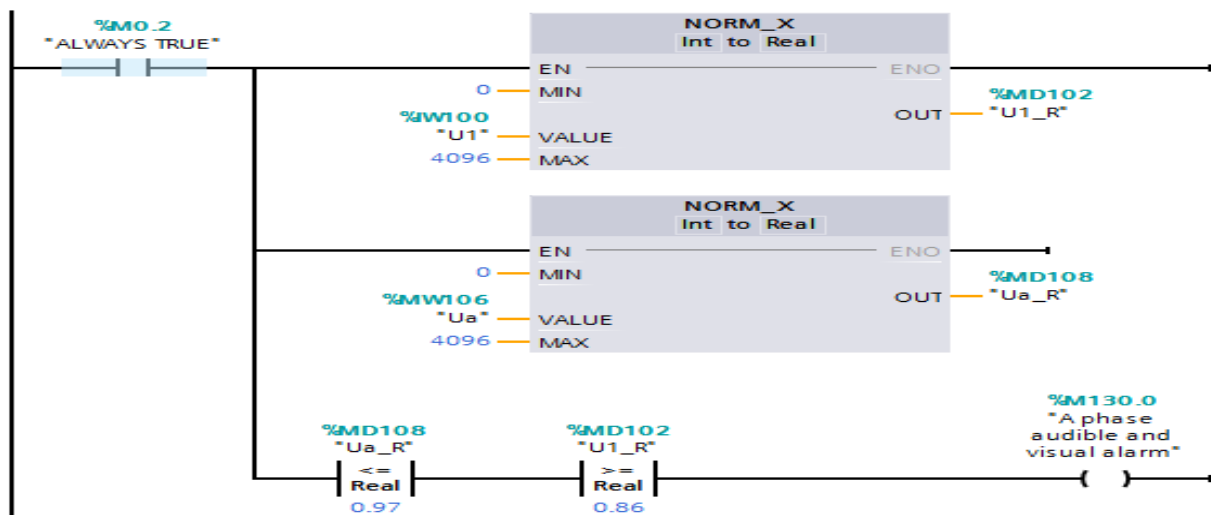 %M0.2
"ALWAYS TRUE"
NORM_X
Int to Real
EN
ENO
0
MIN
%IW100
"U1"
VALUE
4096
MAX
OUT
%MD102
"U1_R"
NORM_X
Int to Real
EN
ENO
0
MIN
%MW106
"Ua"
VALUE
4096
MAX
OUT
%MD108
"Ua_R"
%MD108
"Ua_R"
<=
Real
0.97
%MD102
"U1_R"
>=
Real
0.86
%M130.0
"A phase
audible and
visual alarm"
( )